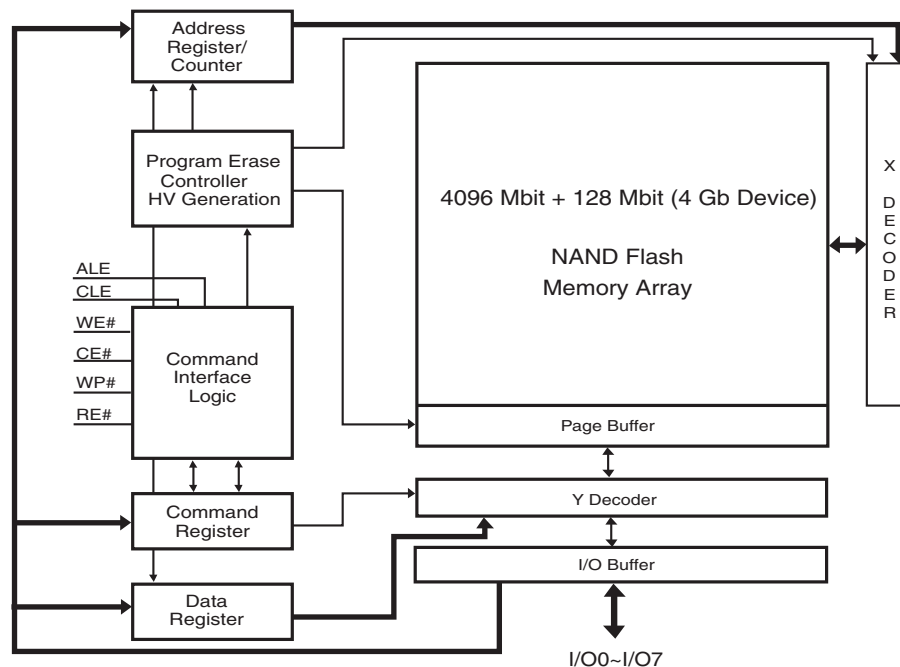 Address
Register/
Counter
Program Erase
Controller
HV Generation
ALE
CLE
WE#
CE#
WP#
RE#
Command
Interface
Logic
Command
Register
Data
Register
4096 Mbit + 128 Mbit (4 Gb Device)
NAND Flash
Memory Array
Page Buffer
Y Decoder
I/O Buffer
I/O0~I/O7
X
DECODER